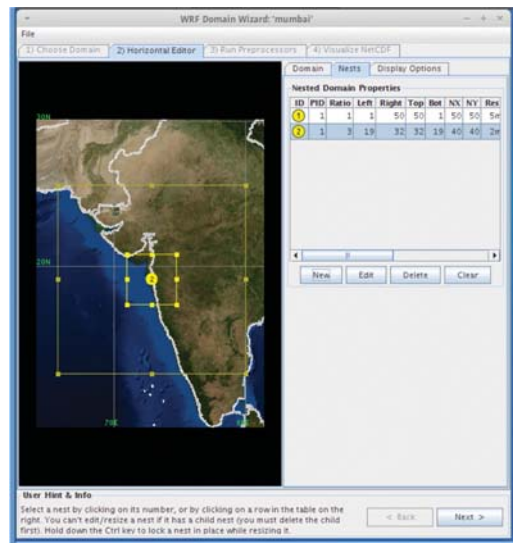 WRF Domain Wizard: 'mumbai'
File
1) Choose Domain 2) Horizontal Editor 3) Run Preprocessors 4) Visualize NetCDF
Domain Nests Display Options
Nested Domain Properties
ID PID Ratio Left Right Top Bot NX NY Res
1 1 1 1 50 50 1 50 50 5m
2 1 3 19 32 32 19 40 40 2m
New Edit Delete Clear
30N
20N
70E
2
User Hint & Info
Select a nest by clicking on its number, or by clicking on a row in the table on the
right. You can't edit/resize a nest if it has a child nest (you must delete the child
first). Hold down the Ctrl key to lock a nest in place while resizing it.
< Back Next >